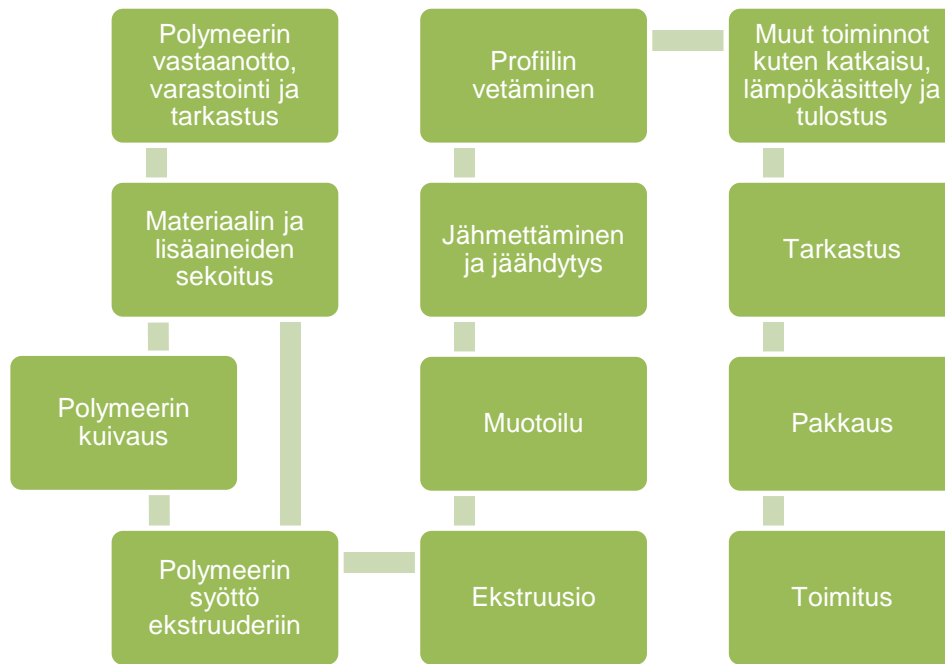 Polymeerin
vastaanotto,
varastointi ja
tarkastus
Materiaalin ja
lisäaineiden
sekoitus
Polymeerin
kuivaus
Polymeerin
syöttö
ekstruuderiin
Ekstruusio
Muotoilu
Jähmettäminen
ja jäähdytys
Profiilin
vetäminen
Muut toiminnot
kuten katkaisu,
lämpökäsittely ja
tulostus
Tarkastus
Pakkaus
Toimitus